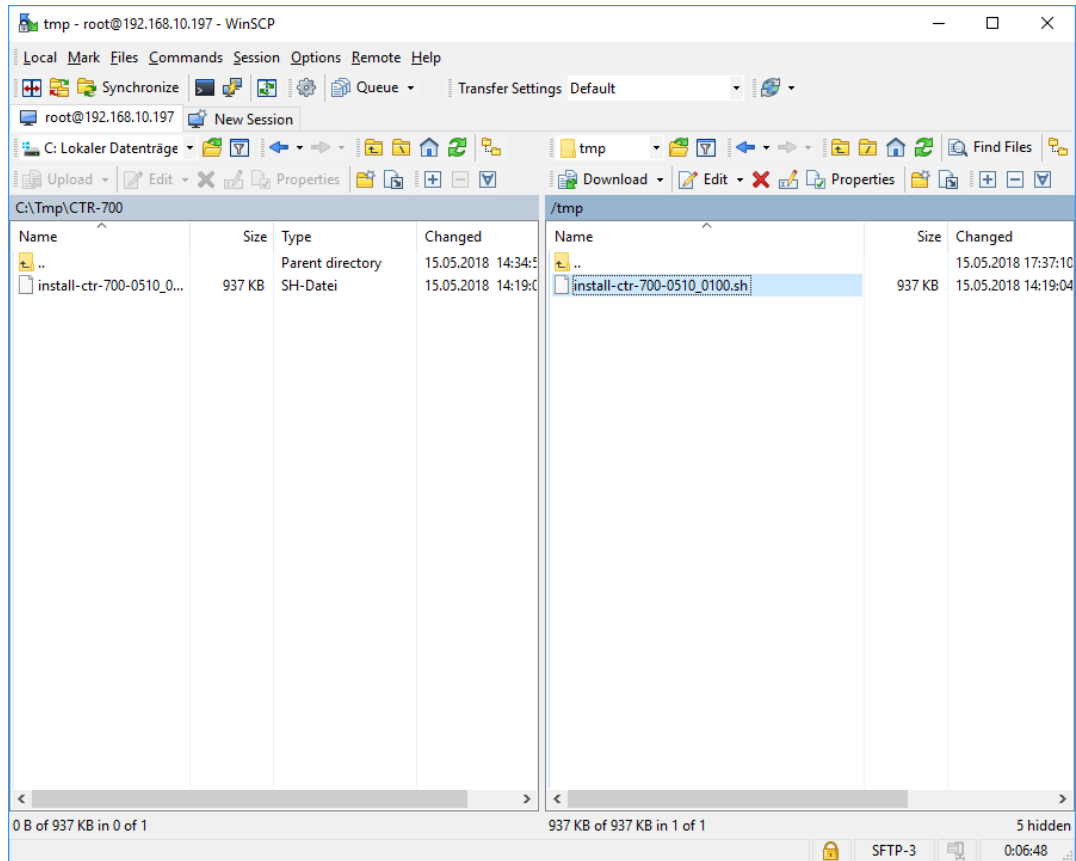 tmp - root@192.168.10.197 - WinSCP
Local Mark Files Commands Session Options Remote Help
Synchronize Queue Transfer Settings Default
root@192.168.10.197 New Session
C: Lokaler Datenträge tmp Find Files
Upload Edit Properties Download Edit Properties
C:\Tmp\CTR-700 /tmp
Name Size Type Changed Name Size Changed
.. Parent directory 15.05.2018 14:34:5 .. 15.05.2018 17:37:10
install-ctr-700-0510_0... 937 KB SH-Datei 15.05.2018 14:19:0 install-ctr-700-0510_0100.sh 937 KB 15.05.2018 14:19:04
0 B of 937 KB in 0 of 1 937 KB of 937 KB in 1 of 1 5 hidden
SFTP-3 0:06:48